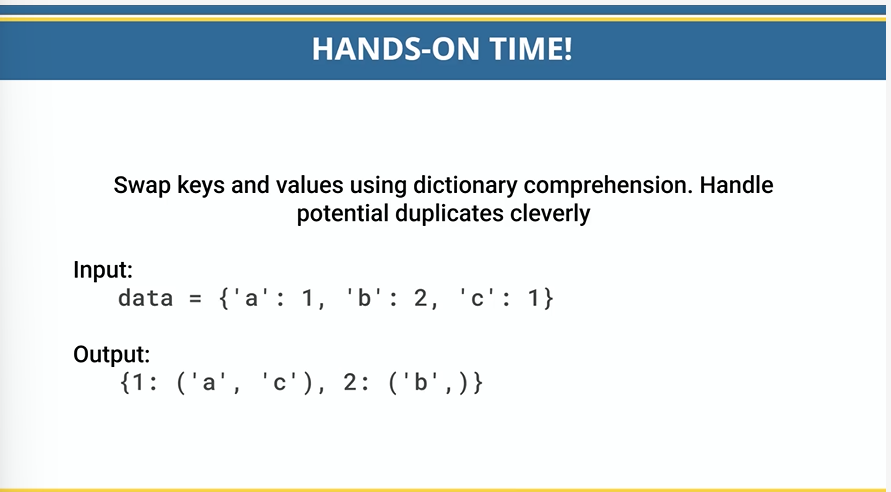 HANDS-ON TIME!
Swap keys and values using dictionary comprehension. Handle
potential duplicates cleverly
Input:
data = {'a': 1, 'b': 2, 'c': 1}
Output:
{1: ('a', 'c'), 2: ('b',)}